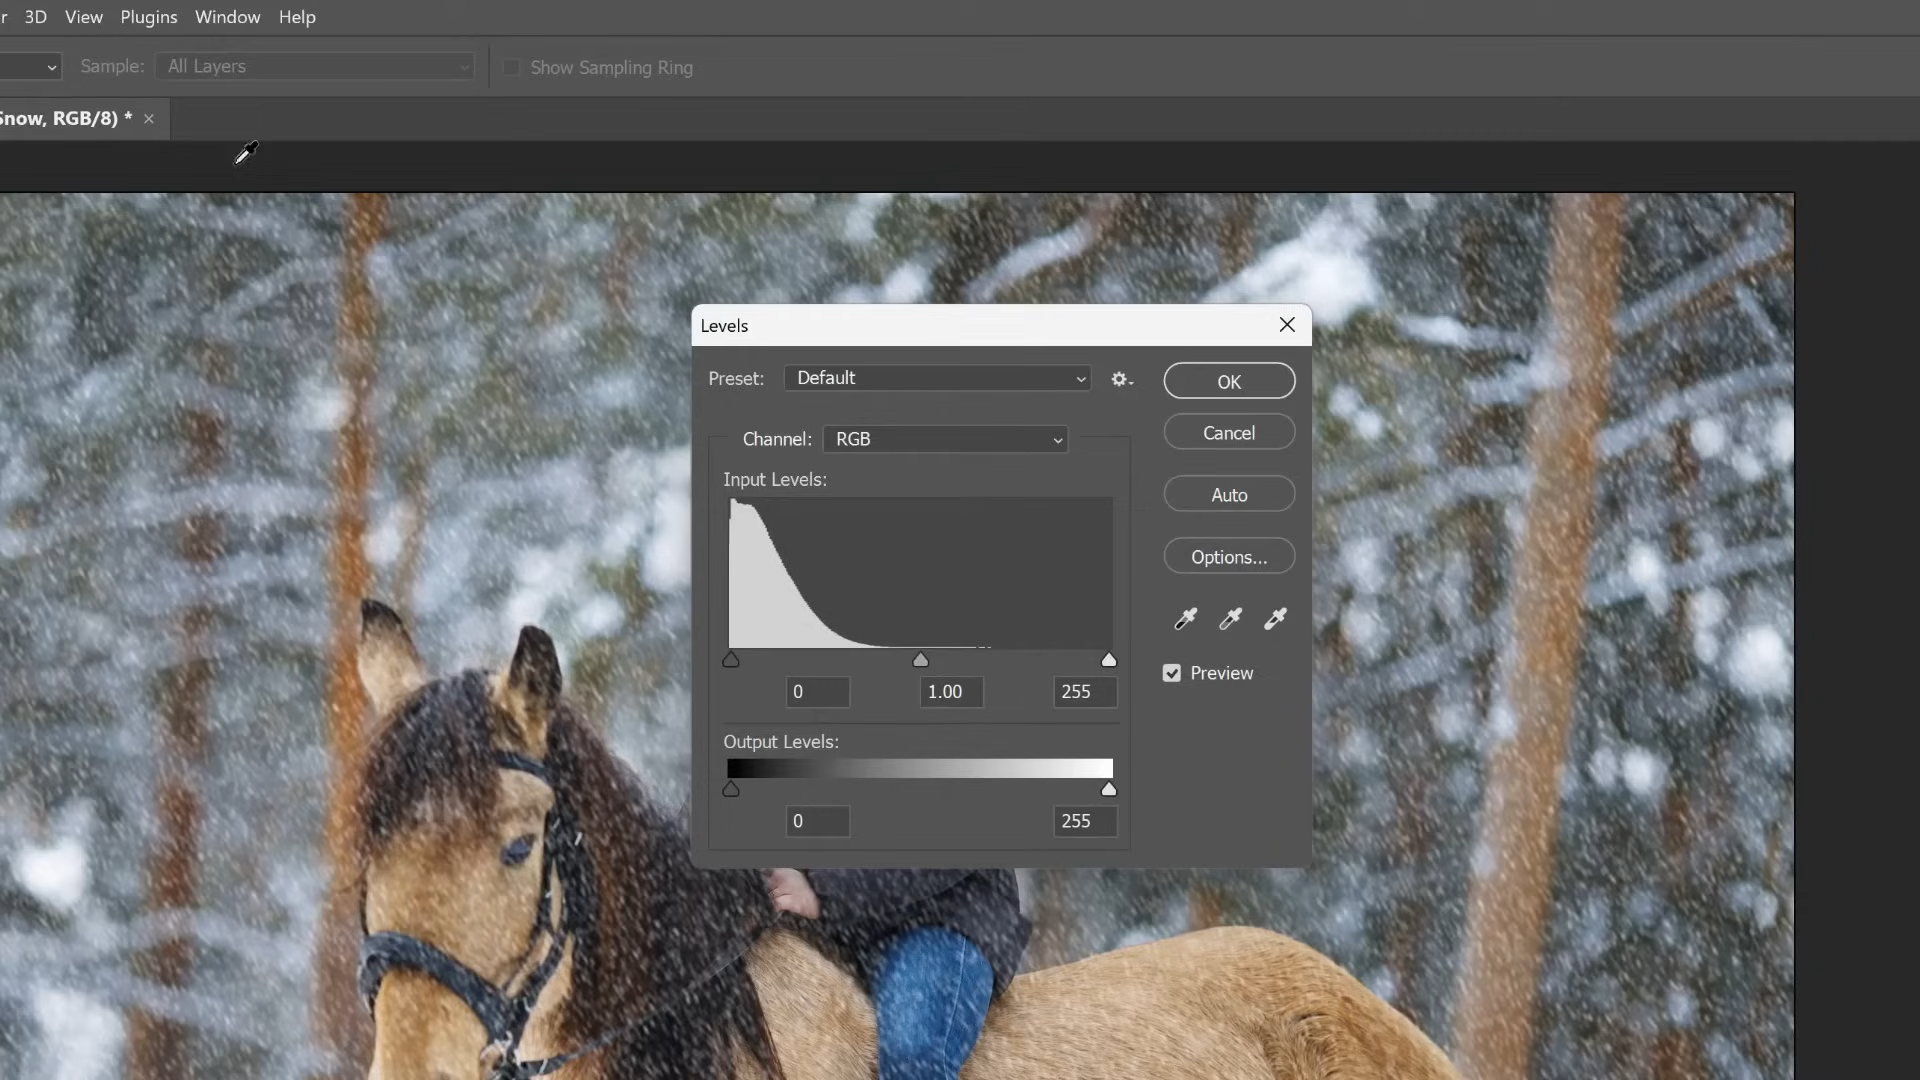 r 3D View Plugins Window Help
Sample: All Layers Show Sampling Ring
Snow, RGB/8) * ×
Levels
Preset: Default
OK
Channel: RGB
Cancel
Input Levels:
Auto
Options...
Preview
0 1.00 255
Output Levels:
0 255